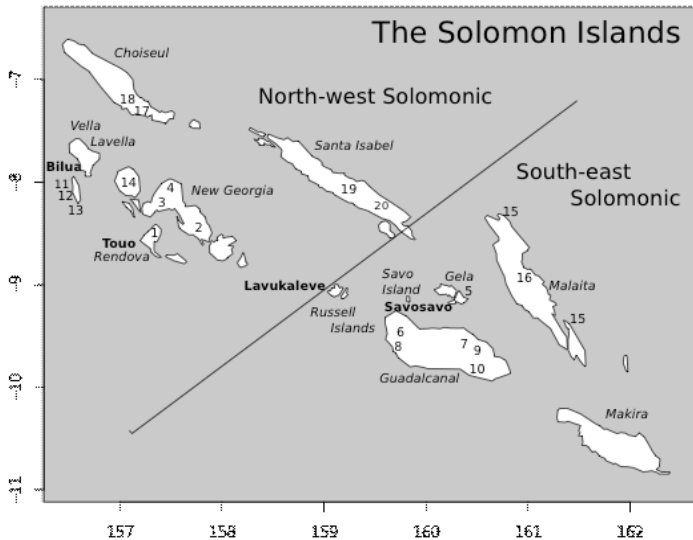 The Solomon Islands
Choiseul
-7
18
17
North-west Solomonic
Vella
Lavella
Santa Isabel
Bilua
South-east
Solomonic
-8
11
12
13
14
4
3
New Georgia
19
20
15
2
1
Touo
Rendova
-9
Lavukaleve
Savo
Island
Gela
5
16
Malaita
Russell
Islands
Savosavo
15
6
8
7
9
10
Guadalcanal
-10
Makira
-11
157
158
159
160
161
162